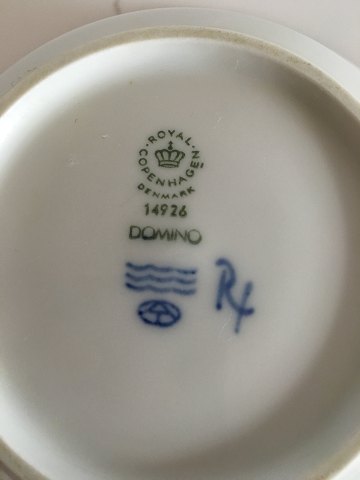 ROYAL
COPENHAGEN
DENMARK
14926
DOMINO